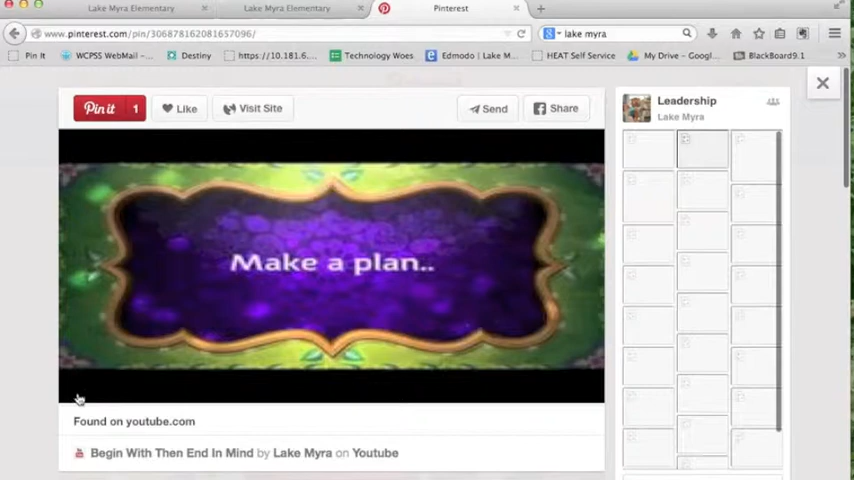 Lake Myra Elementary
Lake Myra Elementary
Pinterest
www.pinterest.com/pin/306878162081657096/
lake myra
Pin It
WCPSS WebMail -...
Destiny
https://10.181.6....
Technology Woes
Edmodo | Lake M...
HEAT Self Service
My Drive - Googl...
BlackBoard9.1
Pin it 1
Like
Visit Site
Send
Share
Leadership
Lake Myra
Make a plan..
Found on youtube.com
Begin With Then End In Mind by Lake Myra on Youtube